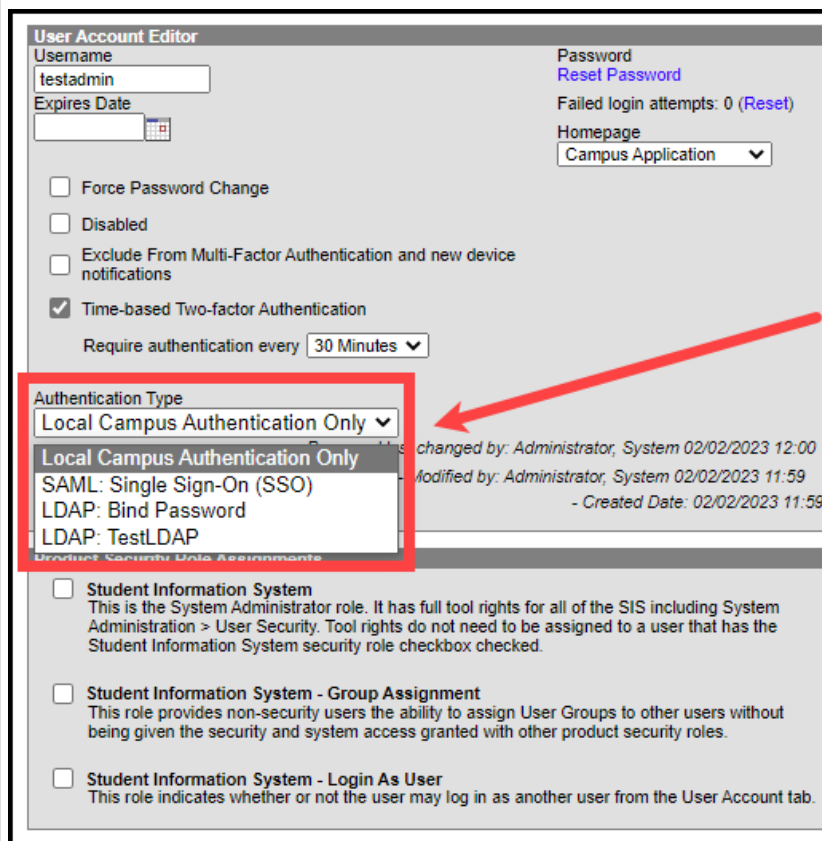 User Account Editor
Username
Password
testadmin
Reset Password
Expires Date
Failed login attempts: 0 (Reset)
Homepage
Campus Application
Force Password Change
Disabled
Exclude From Multi-Factor Authentication and new device
notifications
Time-based Two-factor Authentication
Require authentication every 30 Minutes
Authentication Type
Local Campus Authentication Only
changed by: Administrator, System 02/02/2023 12:00
Local Campus Authentication Only
Modified by: Administrator, System 02/02/2023 11:59
SAML: Single Sign-On (SSO)
- Created Date: 02/02/2023 11:59
LDAP: Bind Password
LDAP: TestLDAP
Product Security Role Assignments
Student Information System
This is the System Administrator role. It has full tool rights for all of the SIS including System
Administration > User Security. Tool rights do not need to be assigned to a user that has the
Student Information System security role checkbox checked.
Student Information System - Group Assignment
This role provides non-security users the ability to assign User Groups to other users without
being given the security and system access granted with other product security roles.
Student Information System - Login As User
This role indicates whether or not the user may log in as another user from the User Account tab.